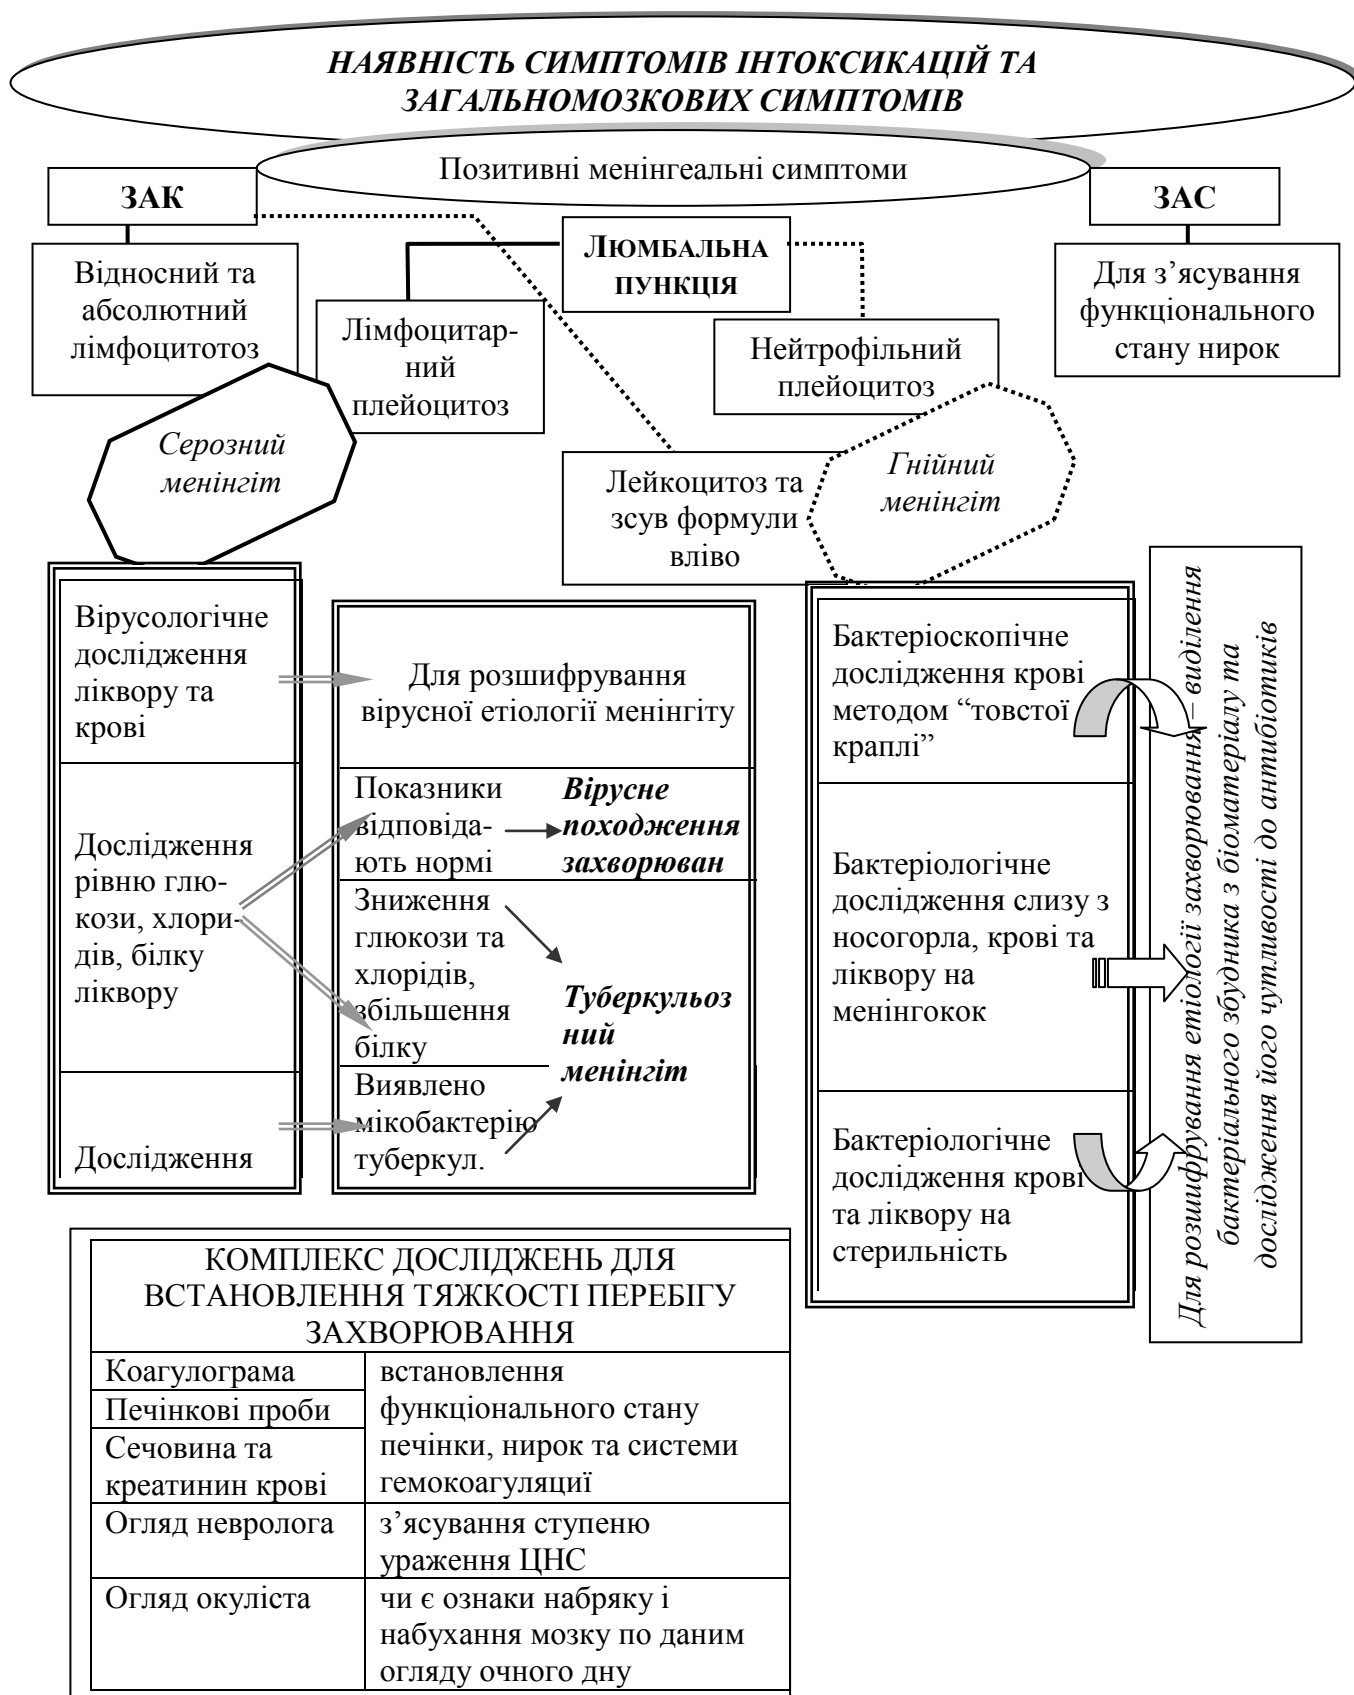 НАЯВНІСТЬ СИМПТОМІВ ІНТОКСИКАЦІЙ ТА
ЗАГАЛЬНОМОЗКОВИХ СИМПТОМІВ
Позитивні менінгеальні симптоми
ЗАК
ЗАС
ЛЮМБАЛЬНА
ПУНКЦІЯ
Відносний та
абсолютний
лімфоцитотоз
Лімфоцитар-
ний
плейоцитоз
Нейтрофільний
плейоцитоз
Для з’ясування
функціонального
стану нирок
Серозний
менінгіт
Лейкоцитоз та
зсув формули
вліво
Гнійний
менінгіт
Вірусологічне
дослідження
ліквору та
крові
Дослідження
рівню глю-
кози, хлори-
дів, білку
ліквору
Дослідження
Для розшифрування
вірусної етіології менінгіту
Показники
відповіда-
ють нормі
Вірусне
походження
захворюван
Зниження
глюкози та
хлорідів,
збільшення
білку
Туберкульоз
ний
менінгіт
Виявлено
мікобактерію
туберкул.
Бактеріоскопічне
дослідження крові
методом “товстої
краплі”
Бактеріологічне
дослідження слизу з
носогорла, крові та
ліквору на
менінгокок
Бактеріологічне
дослідження крові
та ліквору на
стерильність
Для розшифрування етіології захворювання – виділення
бактеріального збудника з біоматеріалу та
дослідження його чутливості до антибіотиків
КОМПЛЕКС ДОСЛІДЖЕНЬ ДЛЯ
ВСТАНОВЛЕННЯ ТЯЖКОСТІ ПЕРЕБІГУ
ЗАХВОРЮВАННЯ
Коагулограма
Печінкові проби
Сечовина та
креатинин крові
встановлення
функціонального стану
печінки, нирок та системи
гемокоагуляциї
Огляд невролога
з’ясування ступеню
ураження ЦНС
Огляд окуліста
чи є ознаки набряку і
набухання мозку по даним
огляду очного дну